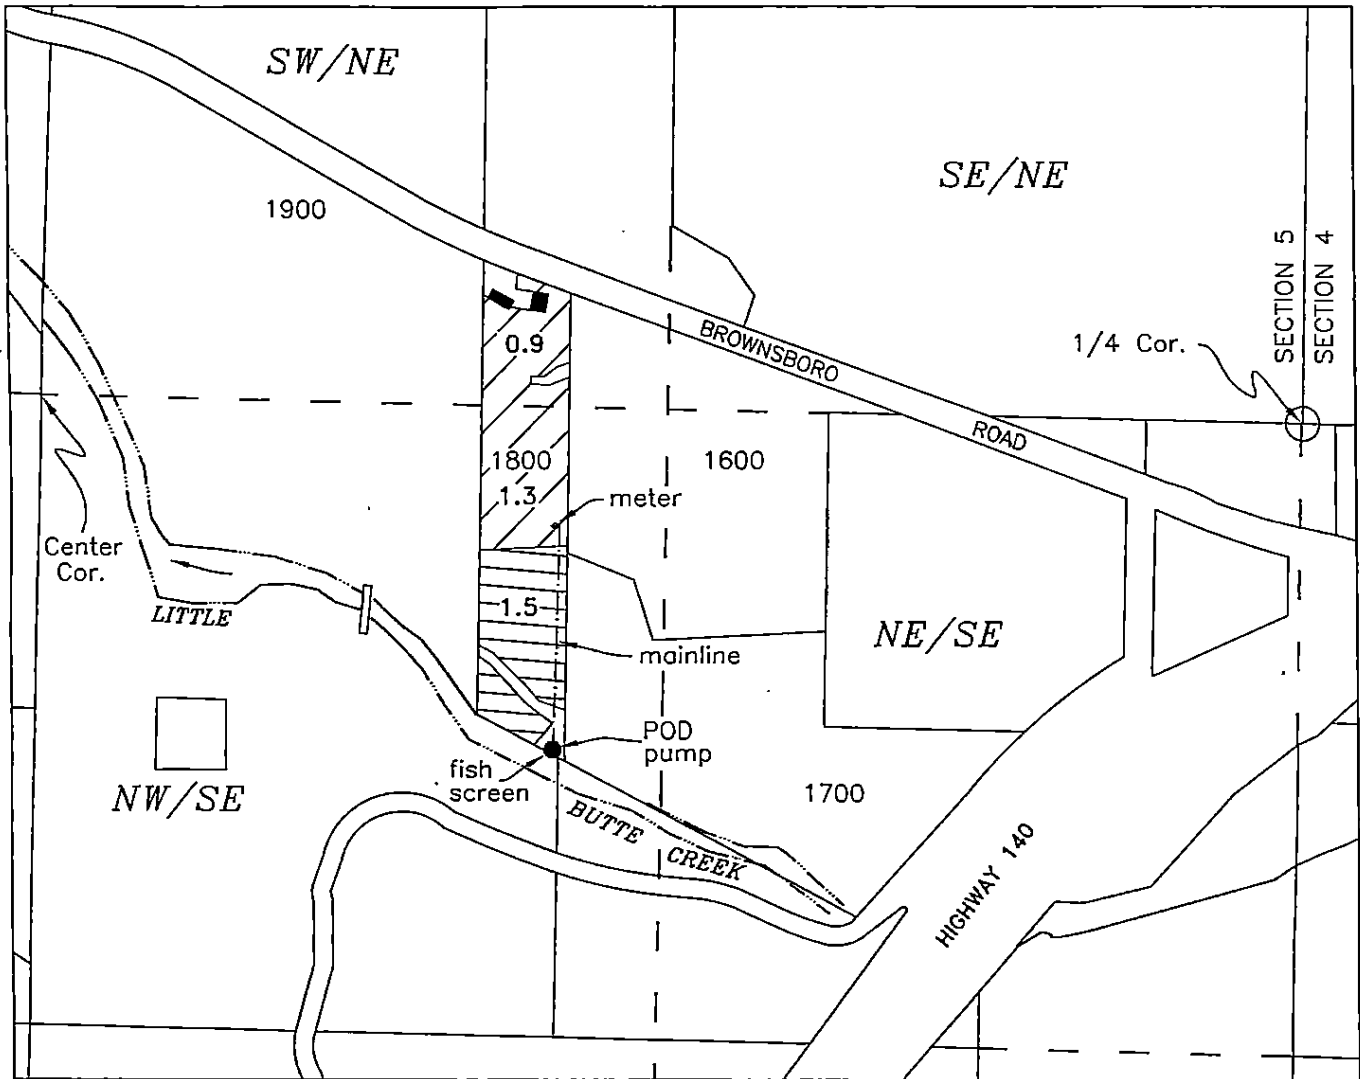 SW/NE
SE/NE
1900
SECTION 5
SECTION 4
BROWNSBORO
ROAD
1/4 Cor.
0.9
1800
1600
1.3
meter
Center
Cor.
1.5
LITTLE
NE/SE
mainline
POD
pump
fish
screen
NW/SE
1700
BUTTE
CREEK
HIGHWAY 140